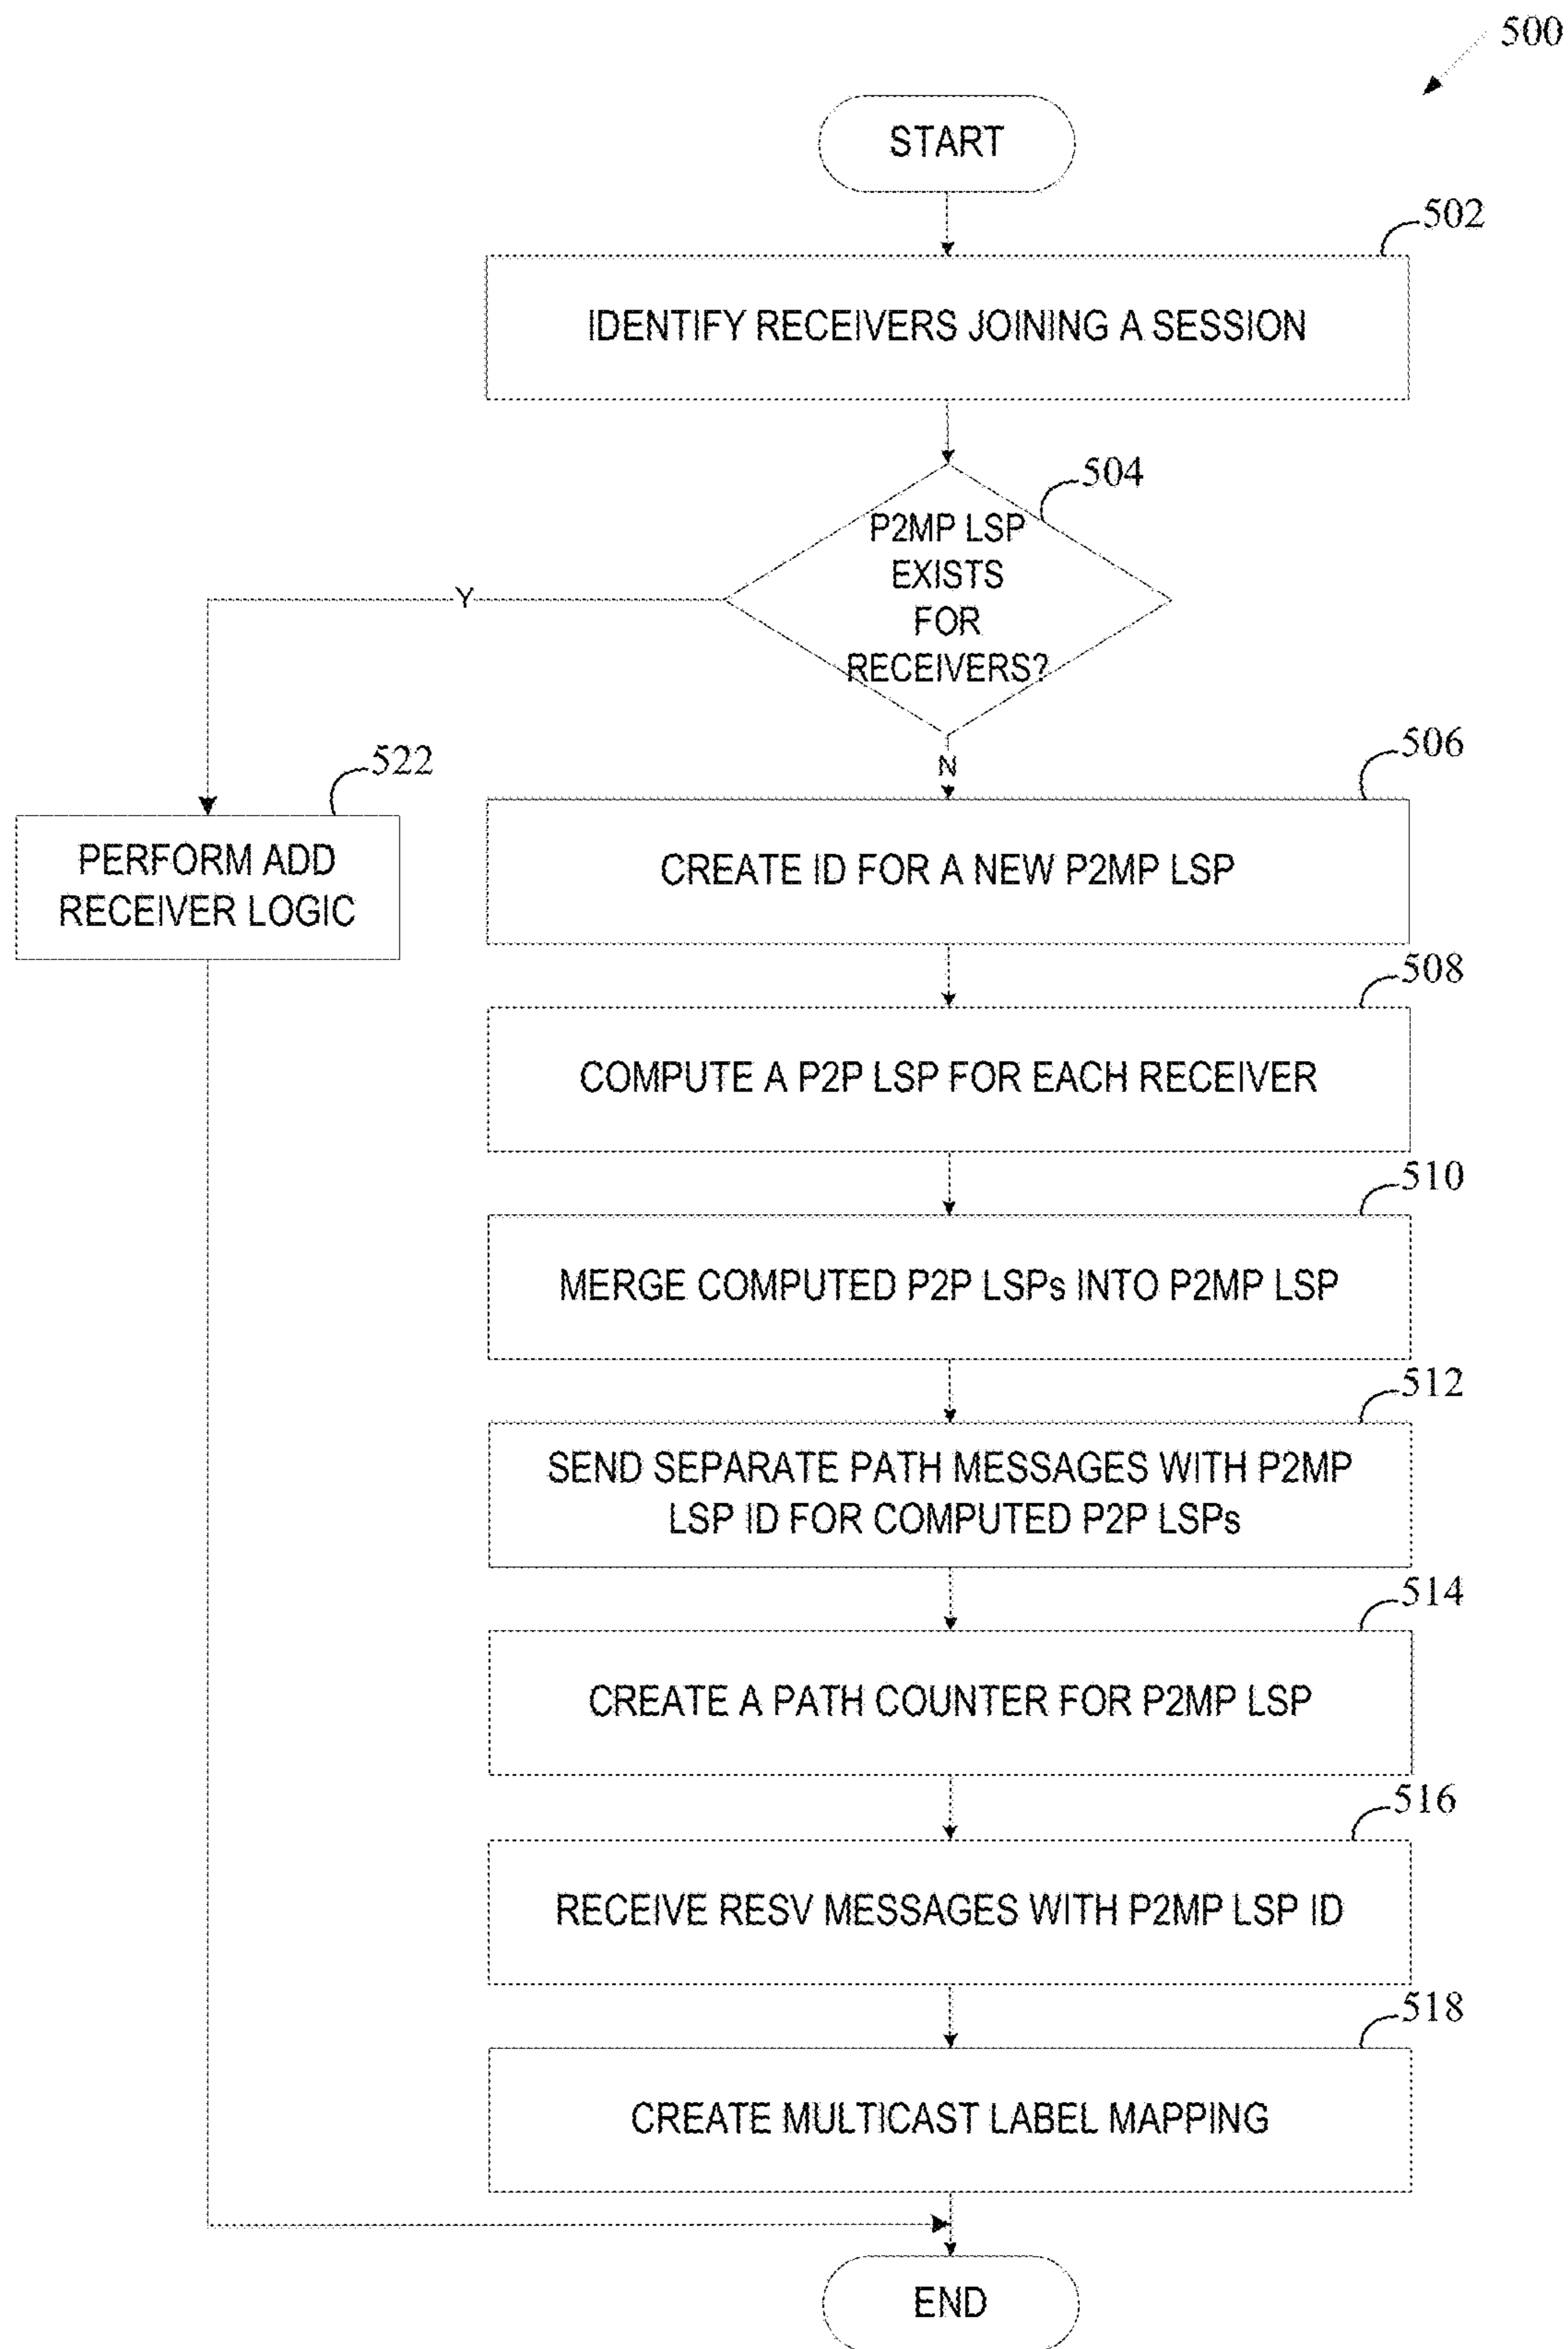 500
START
502
IDENTIFY RECEIVERS JOINING A SESSION
504
P2MP LSP
EXISTS
FOR
RECEIVERS?
Y
N
522
PERFORM ADD
RECEIVER LOGIC
506
CREATE ID FOR A NEW P2MP LSP
508
COMPUTE A P2P LSP FOR EACH RECEIVER
510
MERGE COMPUTED P2P LSPs INTO P2MP LSP
512
SEND SEPARATE PATH MESSAGES WITH P2MP
LSP ID FOR COMPUTED P2P LSPs
514
CREATE A PATH COUNTER FOR P2MP LSP
516
RECEIVE RESV MESSAGES WITH P2MP LSP ID
518
CREATE MULTICAST LABEL MAPPING
END